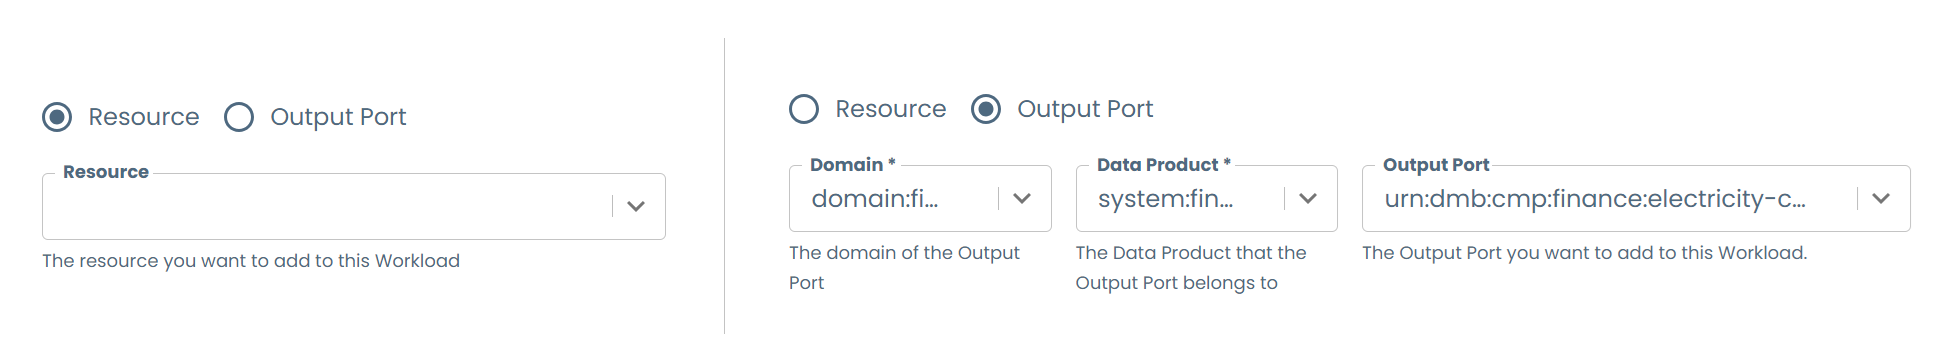 Resource Output Port
Resource
The resource you want to add to this Workload
Resource Output Port
Domain * Data Product * Output Port
domain:fi... system:fin... urn:dmb:cmp:finance:electricity-c...
The domain of the Output
Port
The Data Product that the
Output Port belongs to
The Output Port you want to add to this Workload.